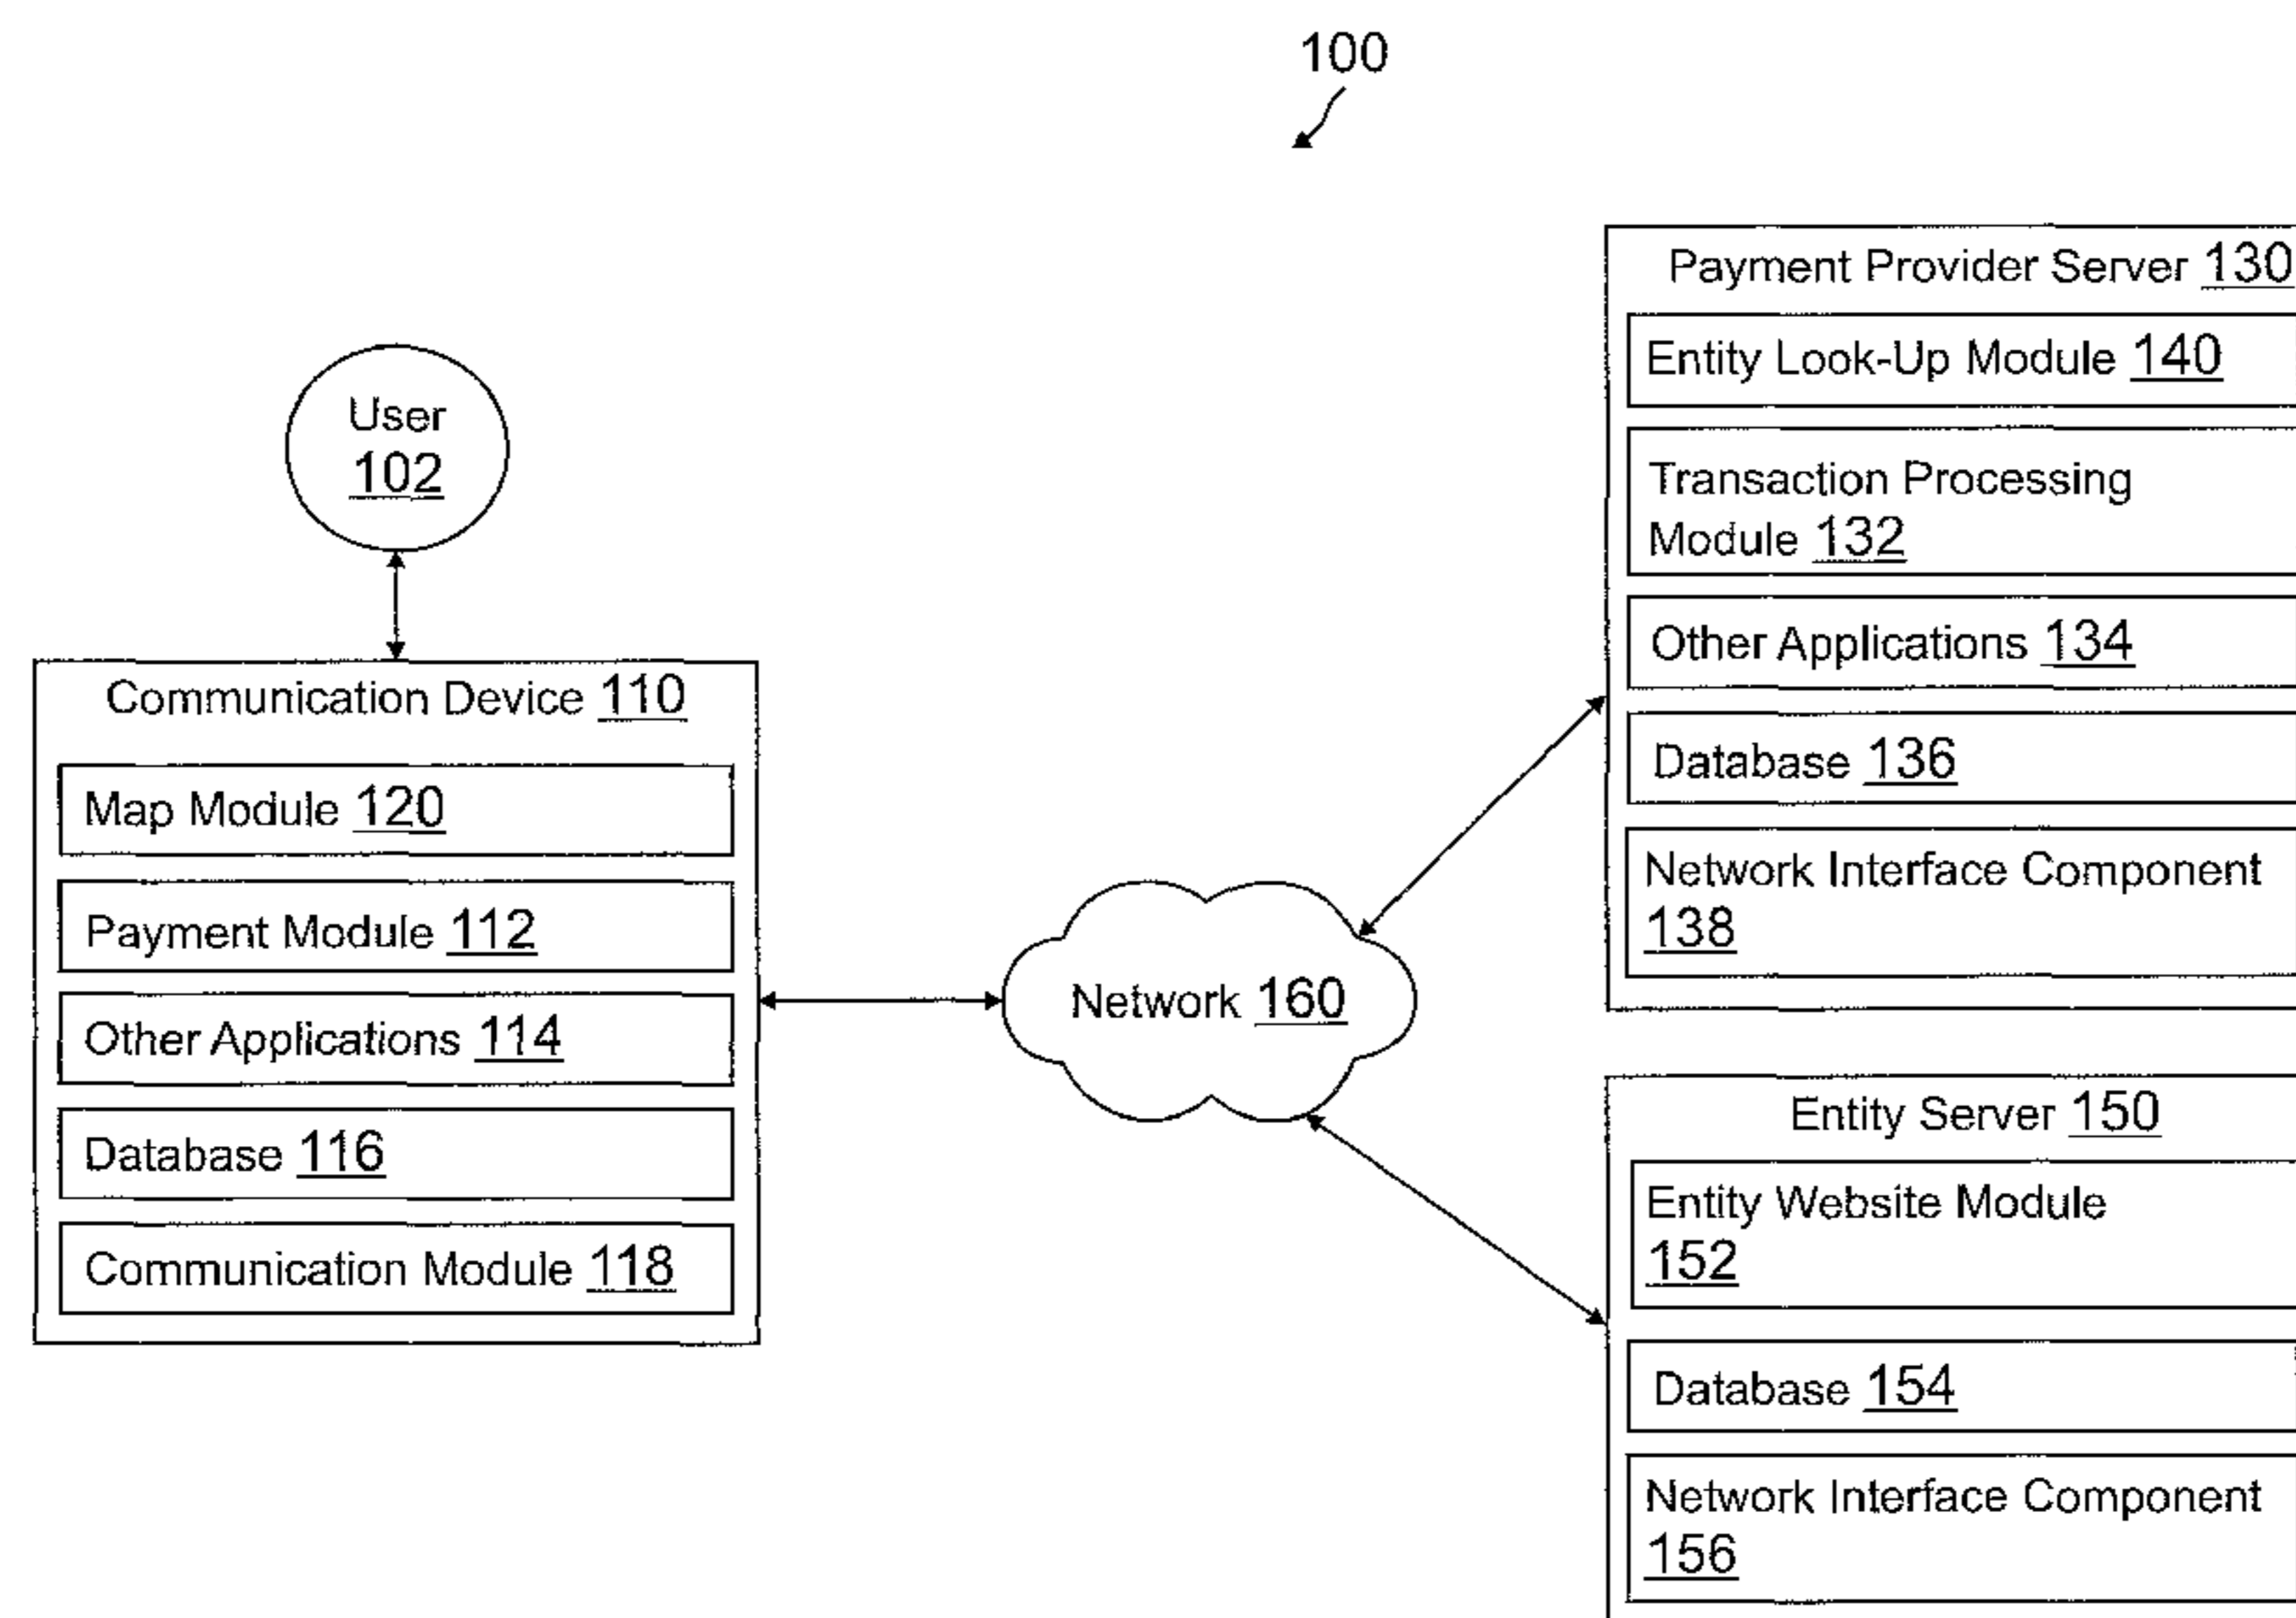 100
User
102
Communication Device 110
Map Module 120
Payment Module 112
Other Applications 114
Database 116
Communication Module 118
Network 160
Payment Provider Server 130
Entity Look-Up Module 140
Transaction Processing
Module 132
Other Applications 134
Database 136
Network Interface Component
138
Entity Server 150
Entity Website Module
152
Database 154
Network Interface Component
156